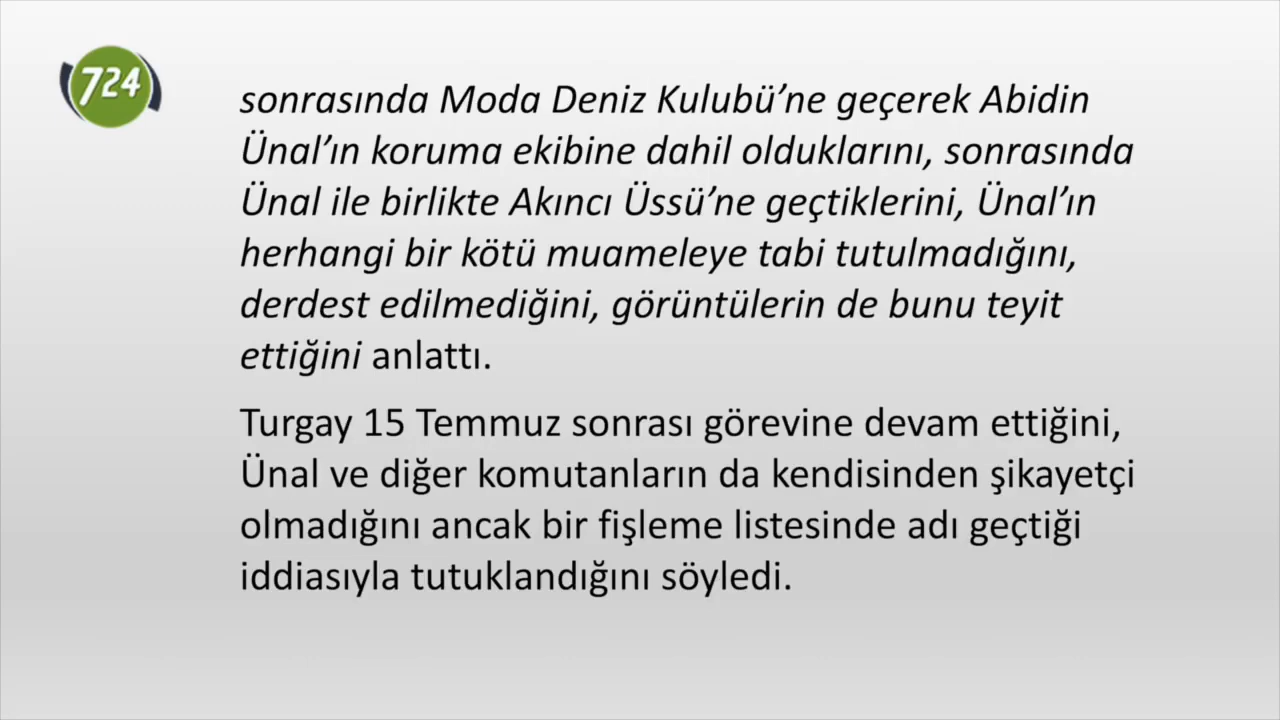 724
sonrasında Moda Deniz Kulubü’ne geçerek Abidin
Ünal’ın koruma ekibine dahil olduklarını, sonrasında
Ünal ile birlikte Akıncı Üssü’ne geçtiklerini, Ünal’ın
herhangi bir kötü muameleye tabi tutulmadığını,
derdest edilmediğini, görüntülerin de bunu teyit
ettiğini anlattı.
Turgay 15 Temmuz sonrası görevine devam ettiğini,
Ünal ve diğer komutanların da kendisinden şikayetçi
olmadığını ancak bir fişleme listesinde adı geçtiği
iddiasıyla tutuklandığını söyledi.